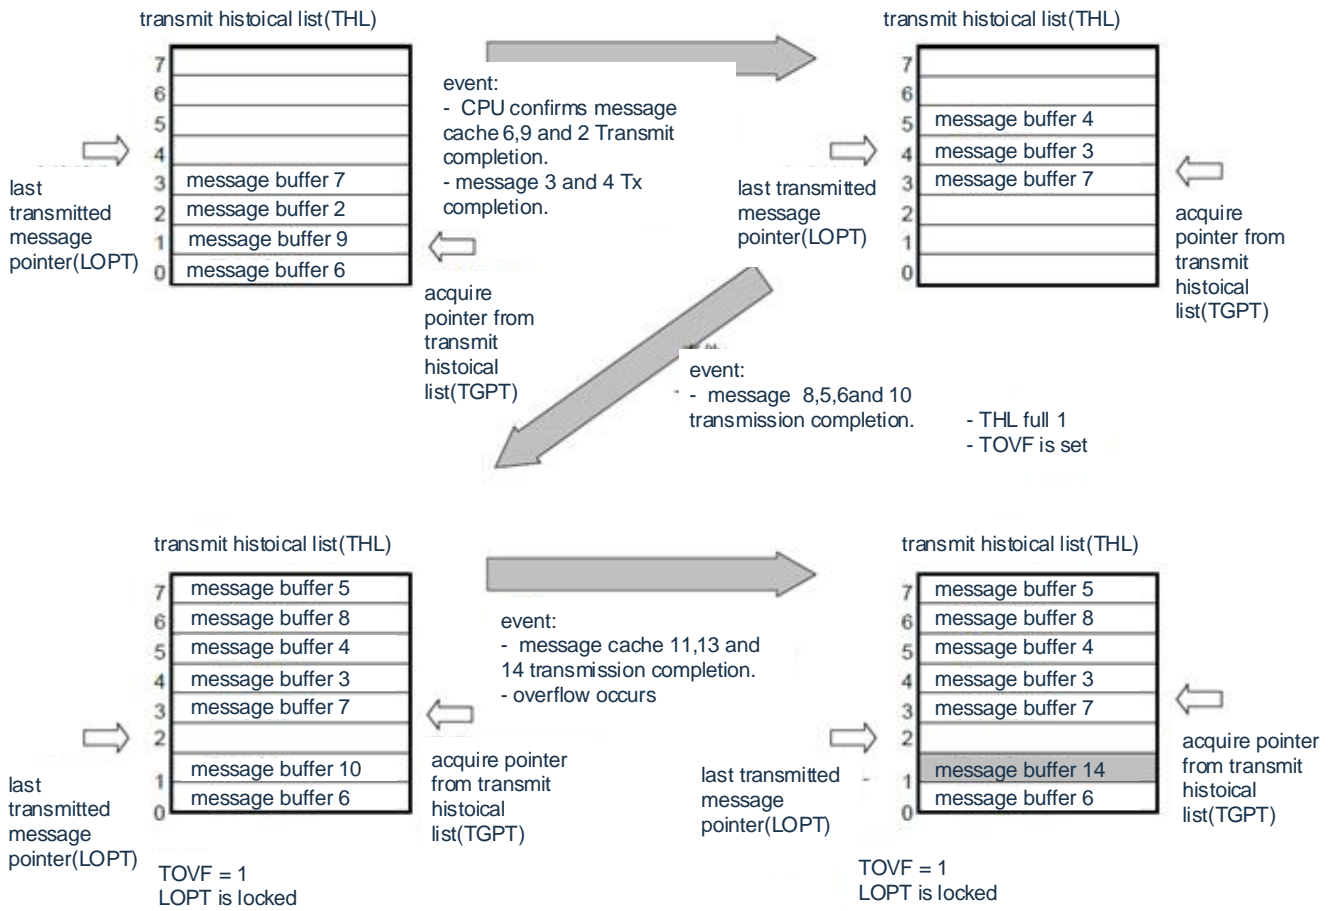 transmit histoical list(THL)
7
6
5
4
3
2
1
0
message buffer 7
message buffer 2
message buffer 9
message buffer 6
last
transmitted
message
pointer(LOPT)
acquire
pointer from
transmit
histoical
list(TGPT)
event:
- CPU confirms message
cache 6,9 and 2 Transmit
completion.
- message 3 and 4 Tx
completion.
transmit histoical list(THL)
7
6
5
4
3
2
1
0
message buffer 4
message buffer 3
message buffer 7
last transmitted
message
pointer(LOPT)
acquire
pointer from
transmit
histoical
list(TGPT)
event:
- message 8,5,6and 10
transmission completion.
- THL full 1
- TOVF is set
transmit histoical list(THL)
7
6
5
4
3
2
1
0
message buffer 5
message buffer 8
message buffer 4
message buffer 3
message buffer 7
message buffer 10
message buffer 6
last
transmitted
message
pointer(LOPT)
acquire pointer
from transmit
histoical
list(TGPT)
TOVF = 1
LOPT is locked
event:
- message cache 11,13 and
14 transmission completion.
- overflow occurs
transmit histoical list(THL)
7
6
5
4
3
2
1
0
message buffer 5
message buffer 8
message buffer 4
message buffer 3
message buffer 7
message buffer 14
message buffer 6
last transmitted
message
pointer(LOPT)
acquire pointer
from transmit
histoical
list(TGPT)
TOVF = 1
LOPT is locked